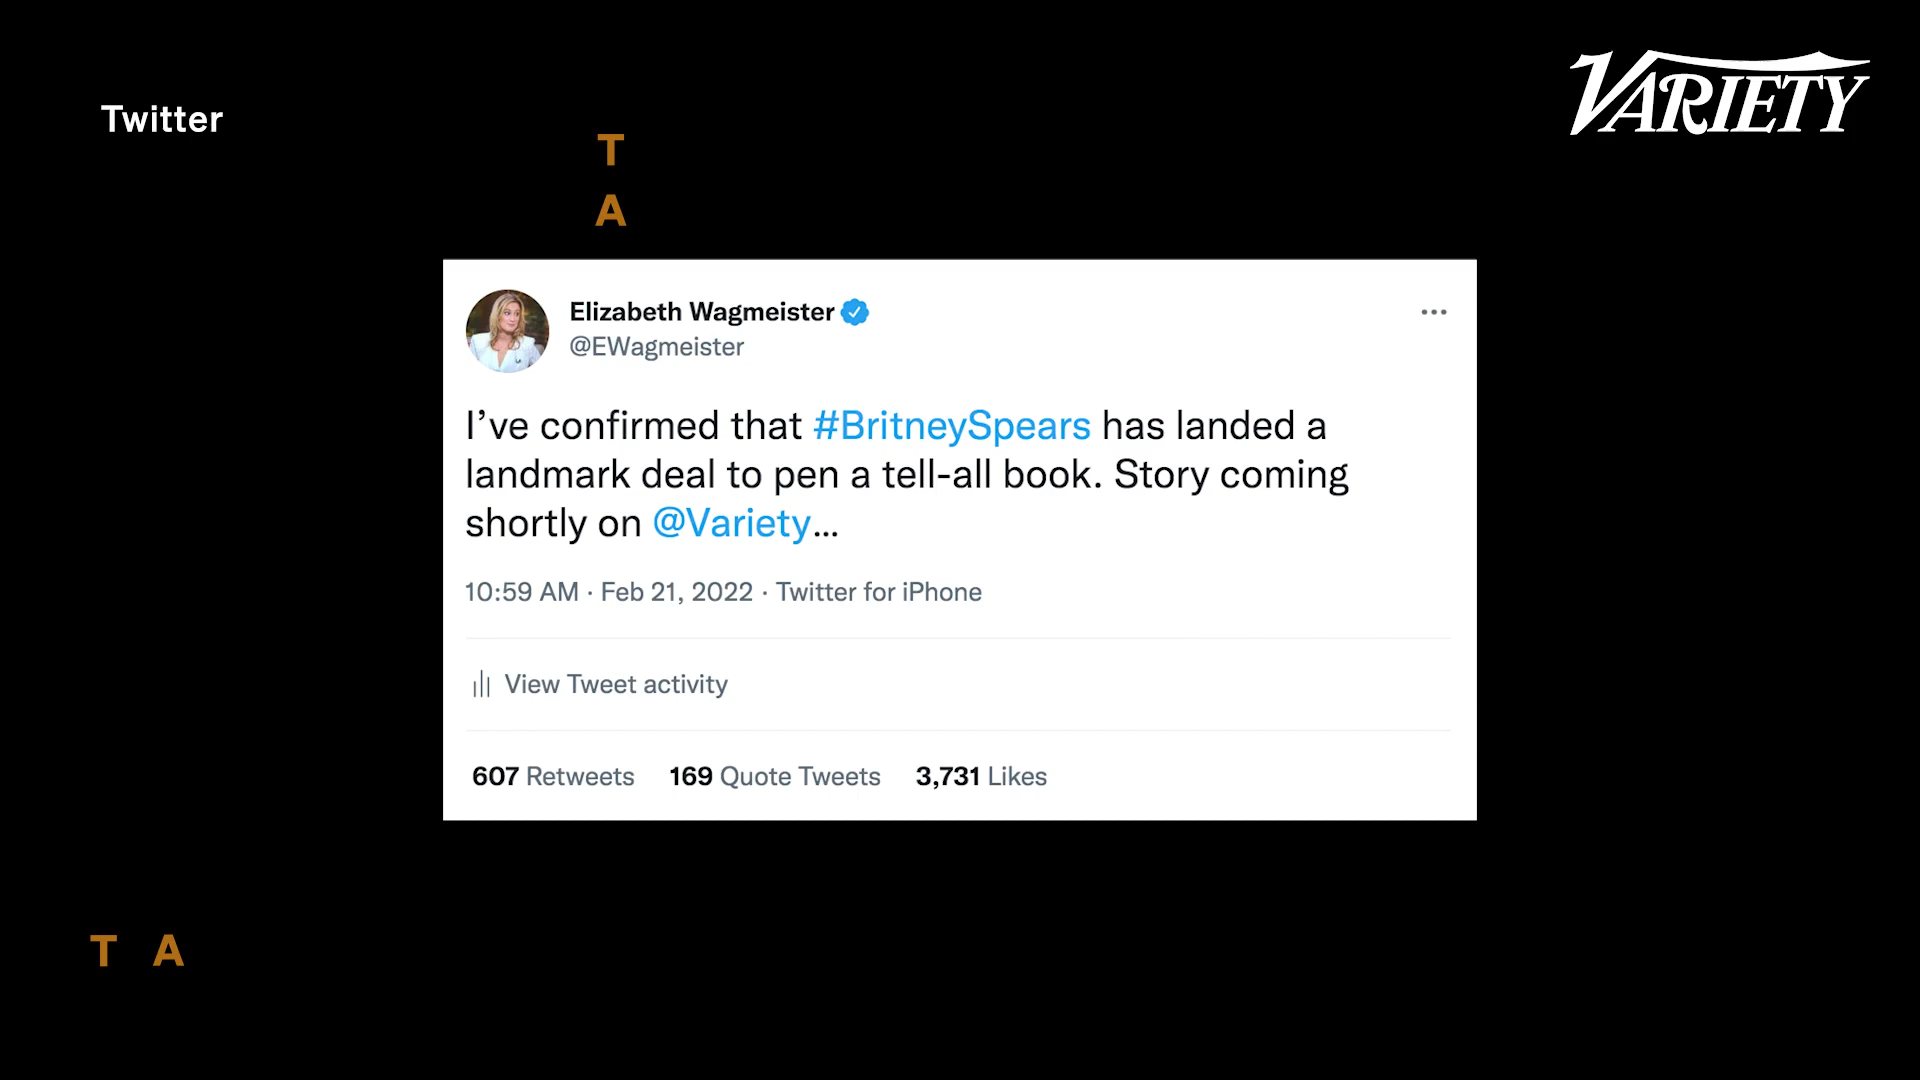 Twitter
VARIETY
T
A
Elizabeth Wagmeister
@EWagmeister
I’ve confirmed that #BritneySpears has landed a
landmark deal to pen a tell-all book. Story coming
shortly on @Variety...
10:59 AM · Feb 21, 2022 · Twitter for iPhone
View Tweet activity
607 Retweets 169 Quote Tweets 3,731 Likes
T A